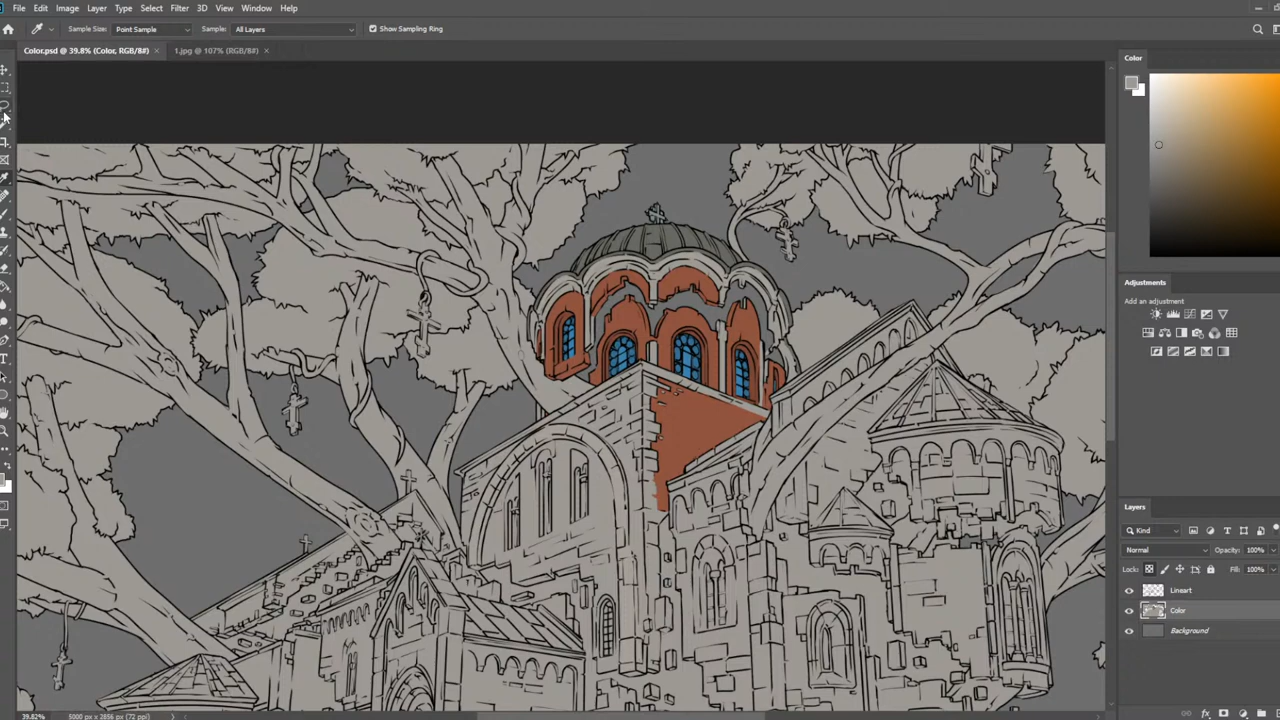 File Edit Image Layer Type Select Filter 3D View Window Help
Sample Size: Point Sample Sample: All Layers Show Sampling Ring
Color.psd @ 39.8% (Color, RGB/8#) × 1.jpg @ 107% (RGB/8#) ×
Color
Adjustments
Add an adjustment
Layers
Kind
Normal Opacity: 100%
Lock: Fill: 100%
Lineart
Color
Background
39.82% 5000 px x 2856 px (72 ppi)